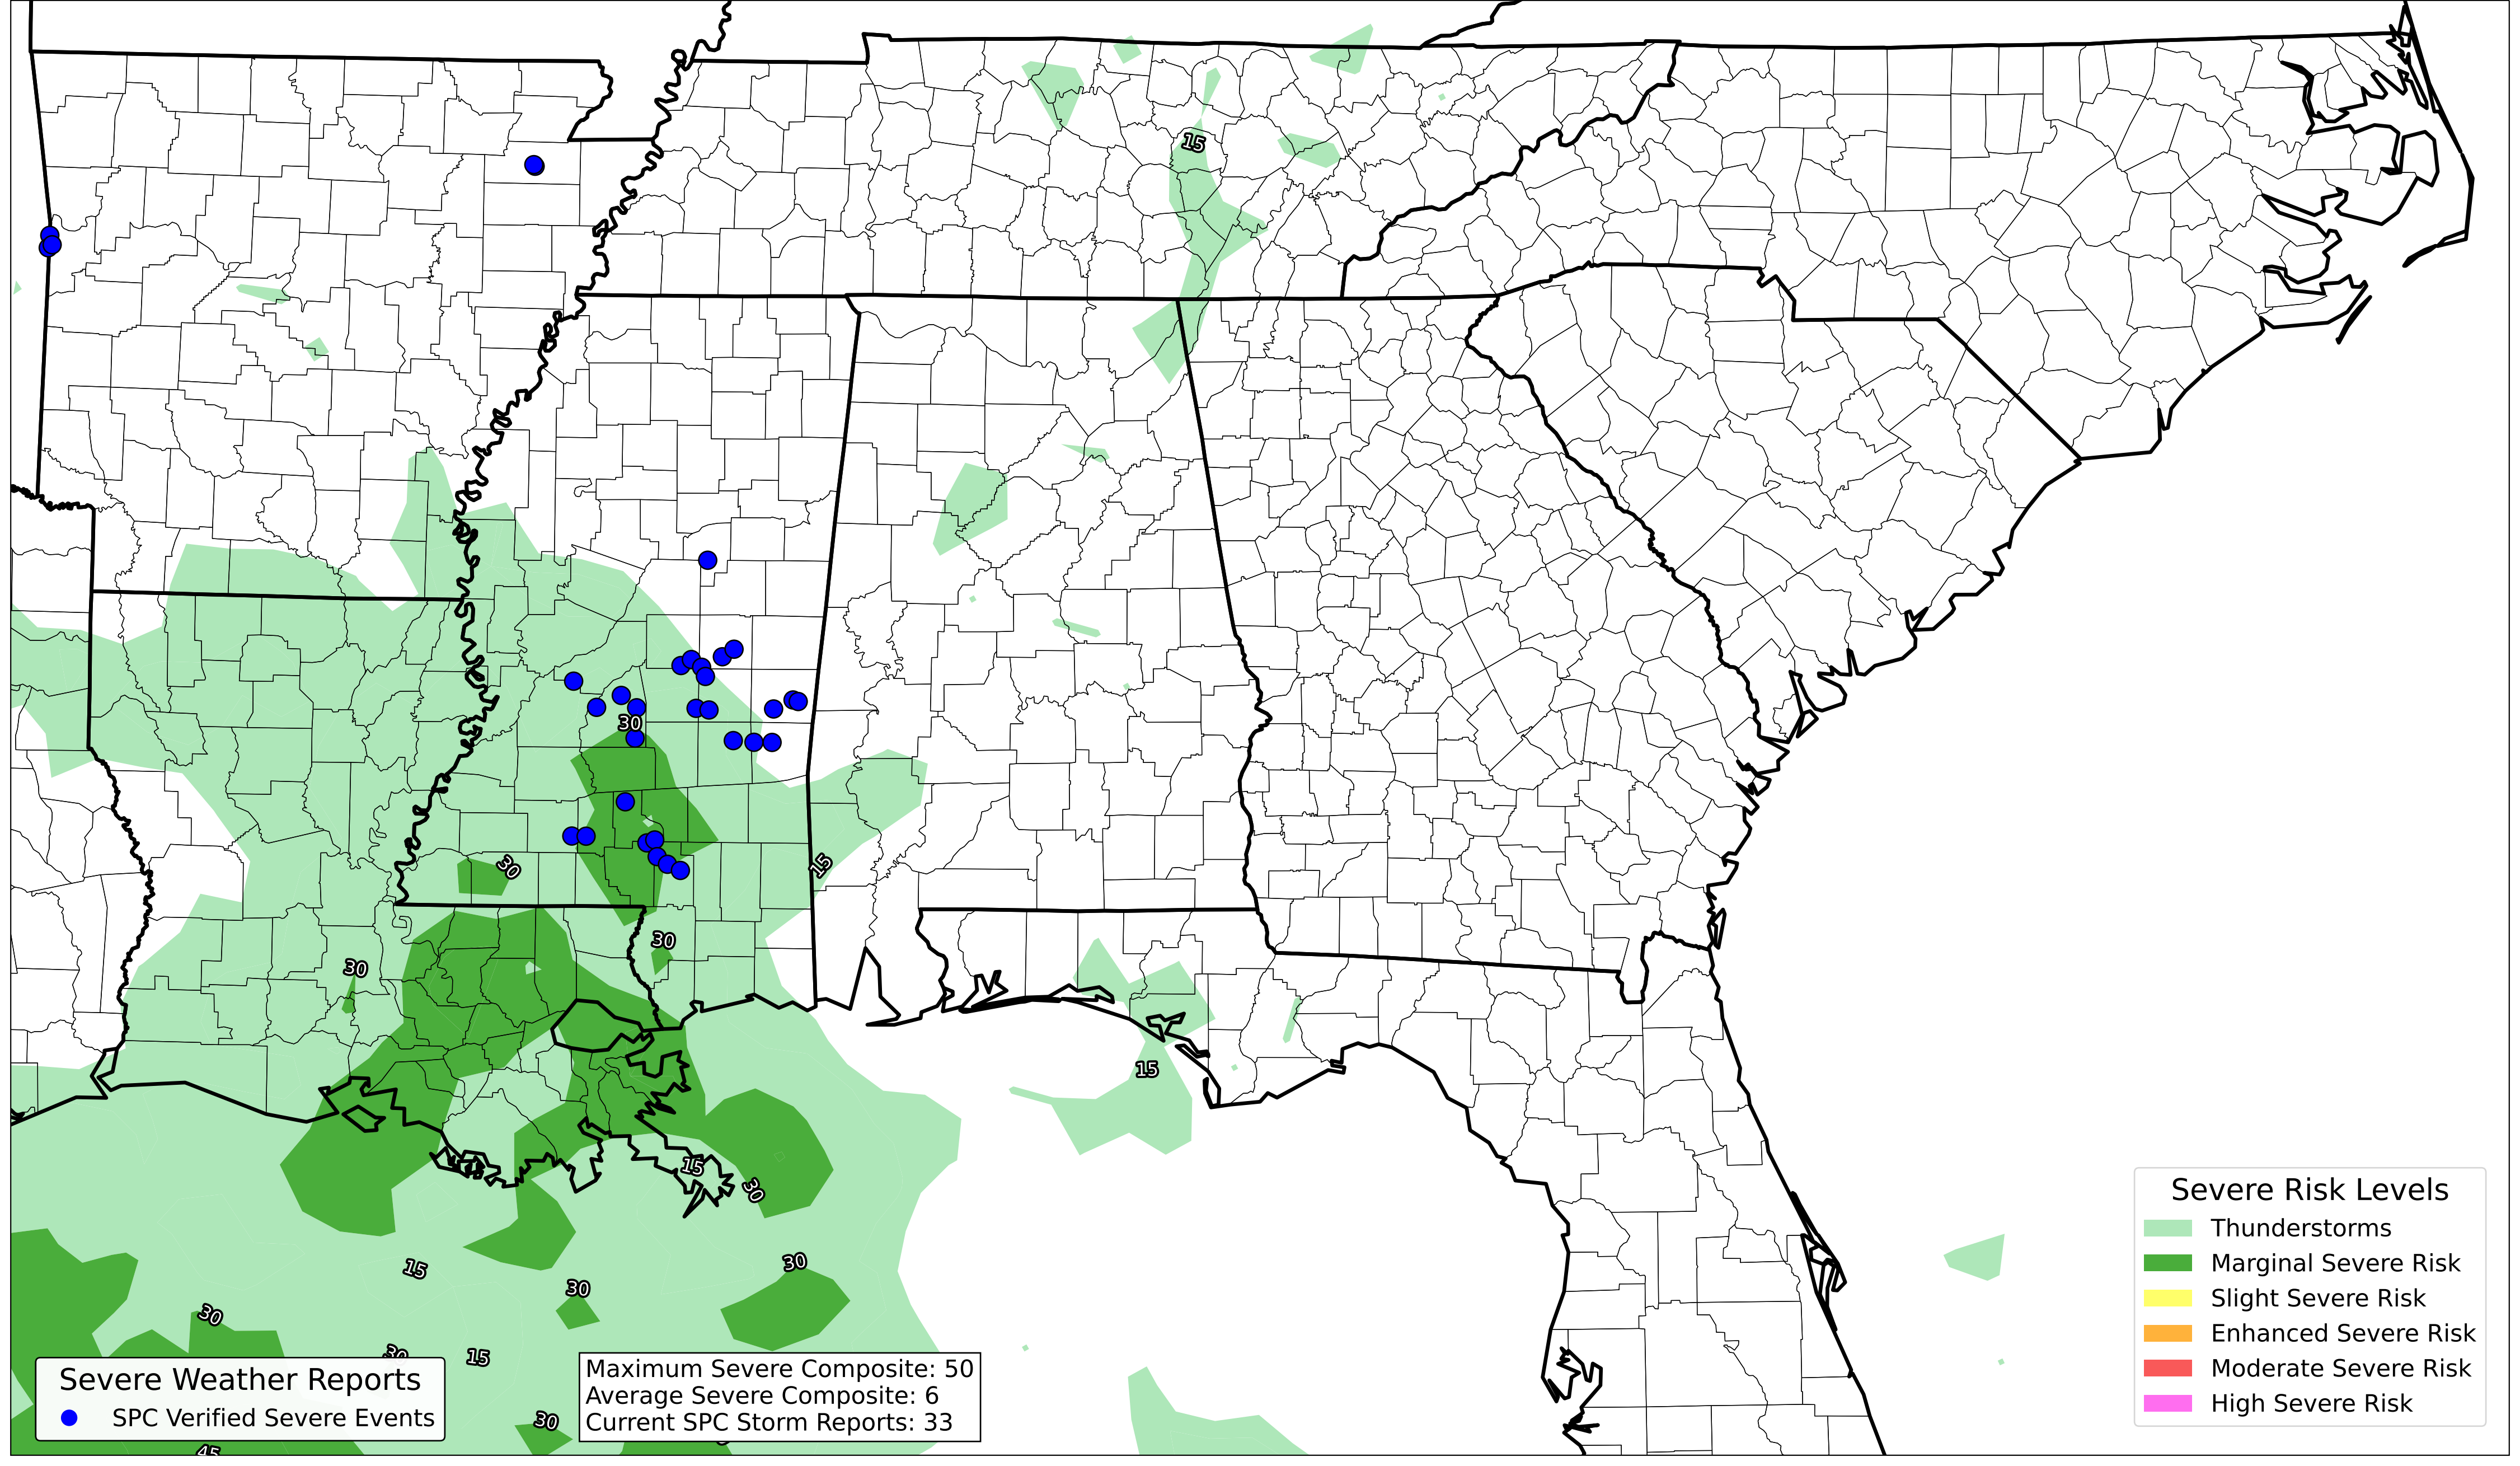 15
30
30
15
30
30
15
15
30
15
30
30
30
15
30
30
45
Severe Weather Reports
SPC Verified Severe Events
Maximum Severe Composite: 50
Average Severe Composite: 6
Current SPC Storm Reports: 33
Severe Risk Levels
Thunderstorms
Marginal Severe Risk
Slight Severe Risk
Enhanced Severe Risk
Moderate Severe Risk
High Severe Risk